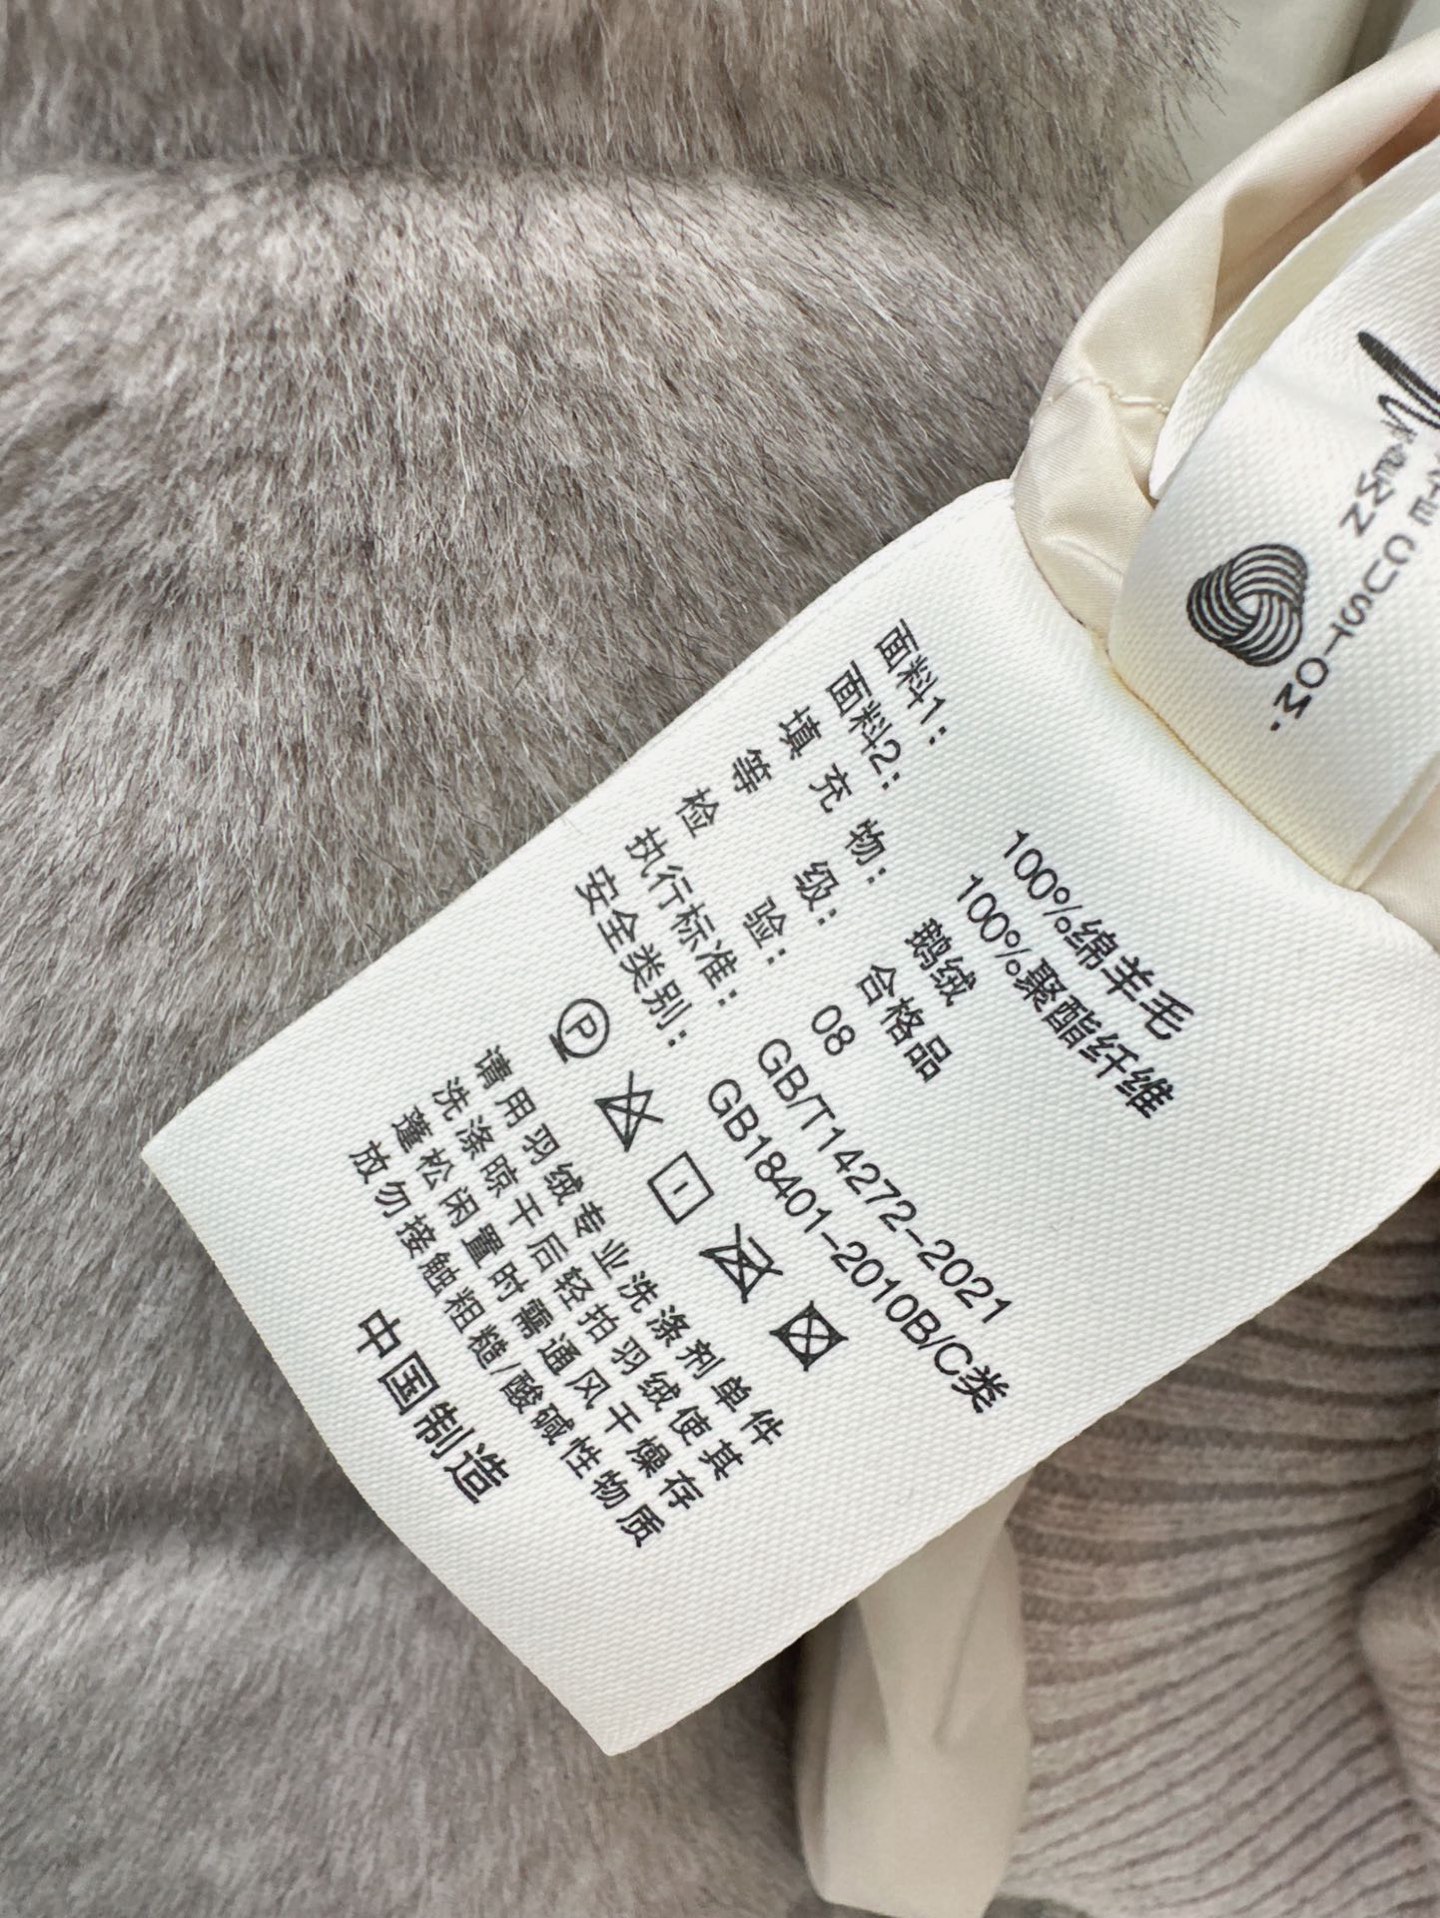 CUSTOM.
面料1: 100%绵羊毛
面料2: 100%聚酯纤维
填充物: 鹅绒
等级: 合格品
检验: 08
执行标准: GB/T14272-2021
安全类别: GB18401-2010B/C类
P
请用羽绒专业洗涤剂单件
洗涤晾干后轻拍羽绒使其
蓬松闲置时需通风干燥存
放勿接触粗糙/酸碱性物质
中国制造